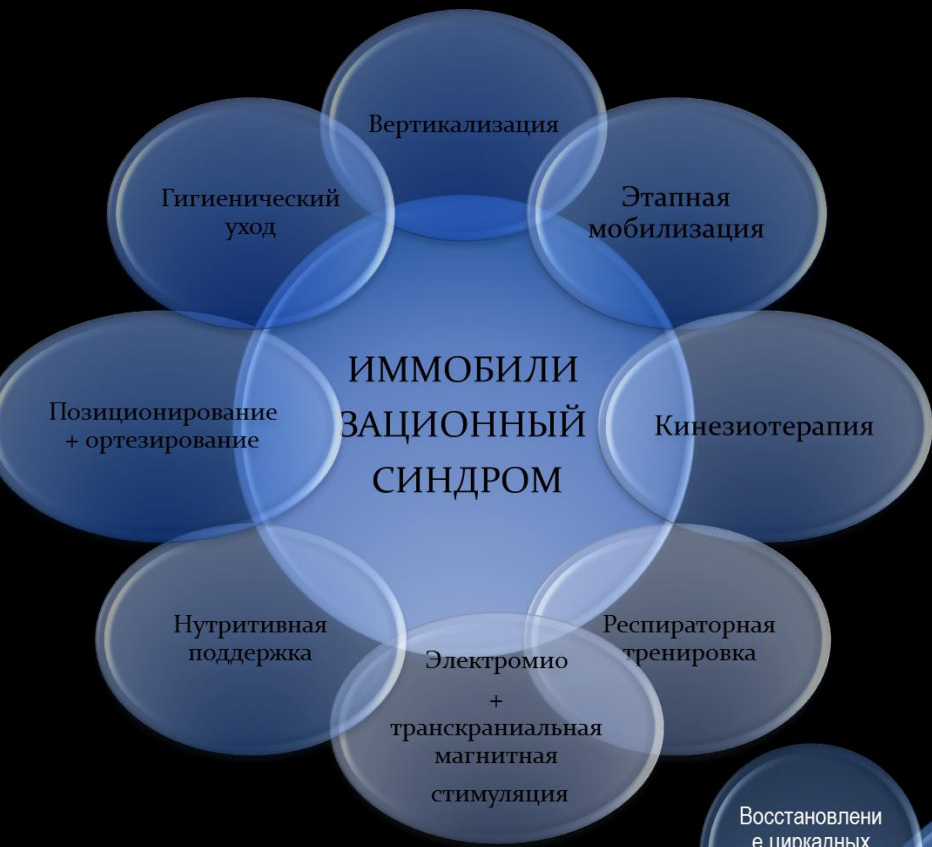 Вертикализация
Этапная
мобилизация
Кинезиотерапия
Респираторная
тренировка
Электромио
+
транскраниальная
магнитная
стимуляция
Нутритивная
поддержка
Позиционирование
+ ортезирование
Гигиенический
уход
ИММОБИЛИ
ЗАЦИОННЫЙ
СИНДРОМ
Восстановлени
е циркадных